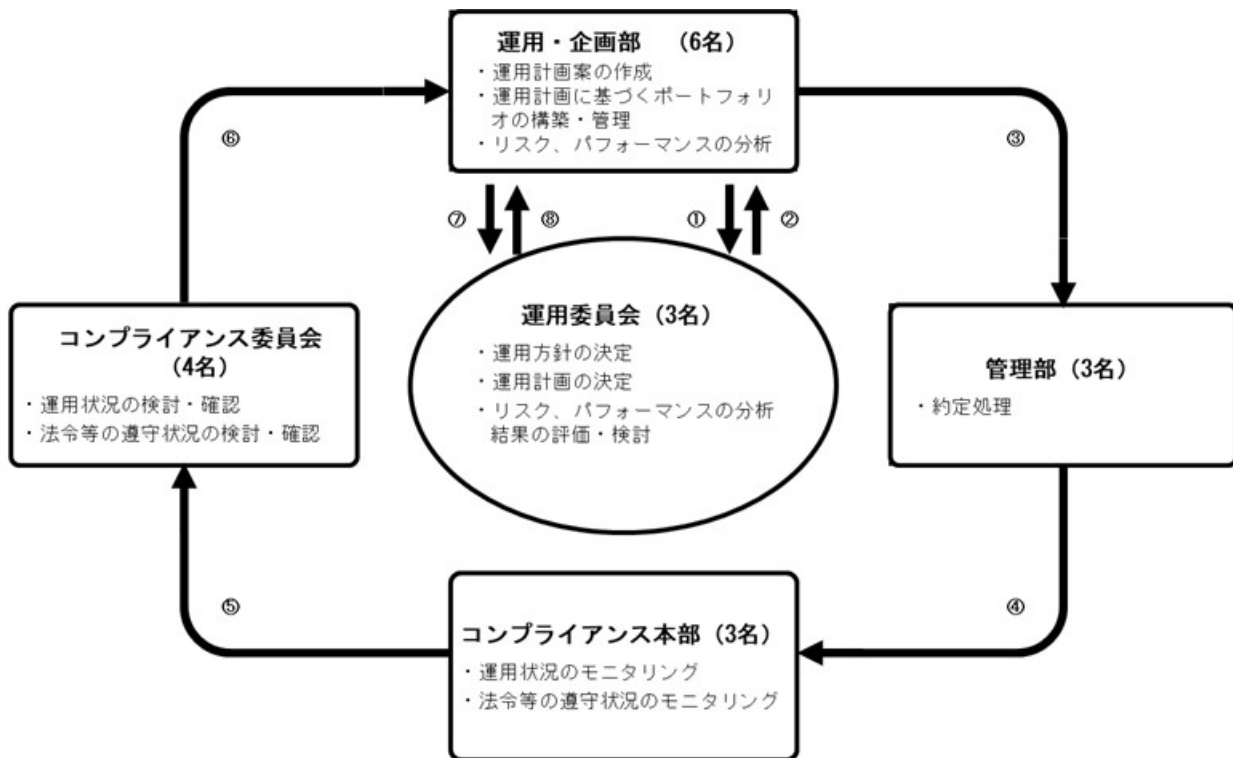 運用・企画部　（6名）
・運用計画案の作成
・運用計画に基づくポートフォリ
オの構築・管理
・リスク、パフォーマンスの分析
⑥
③
⑦
⑧
①
②
コンプライアンス委員会
（4名）
・運用状況の検討・確認
・法令等の遵守状況の検討・確認
運用委員会（3名）
・運用方針の決定
・運用計画の決定
・リスク、パフォーマンスの分析
結果の評価・検討
管理部（3名）
・約定処理
⑤
④
コンプライアンス本部（3名）
・運用状況のモニタリング
・法令等の遵守状況のモニタリング